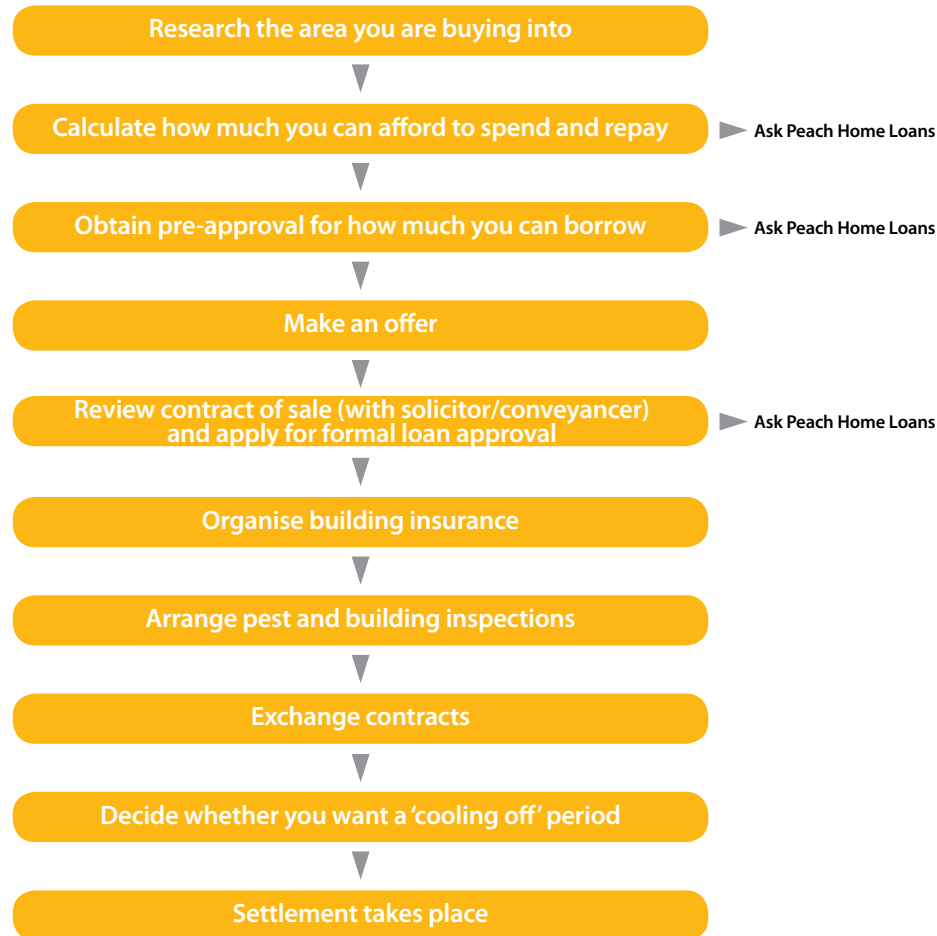 Research the area you are buying into
Calculate how much you can afford to spend and repay
Ask Peach Home Loans
Obtain pre-approval for how much you can borrow
Ask Peach Home Loans
Make an offer
Review contract of sale (with solicitor/conveyancer)
and apply for formal loan approval
Ask Peach Home Loans
Organise building insurance
Arrange pest and building inspections
Exchange contracts
Decide whether you want a ‘cooling off’ period
Settlement takes place